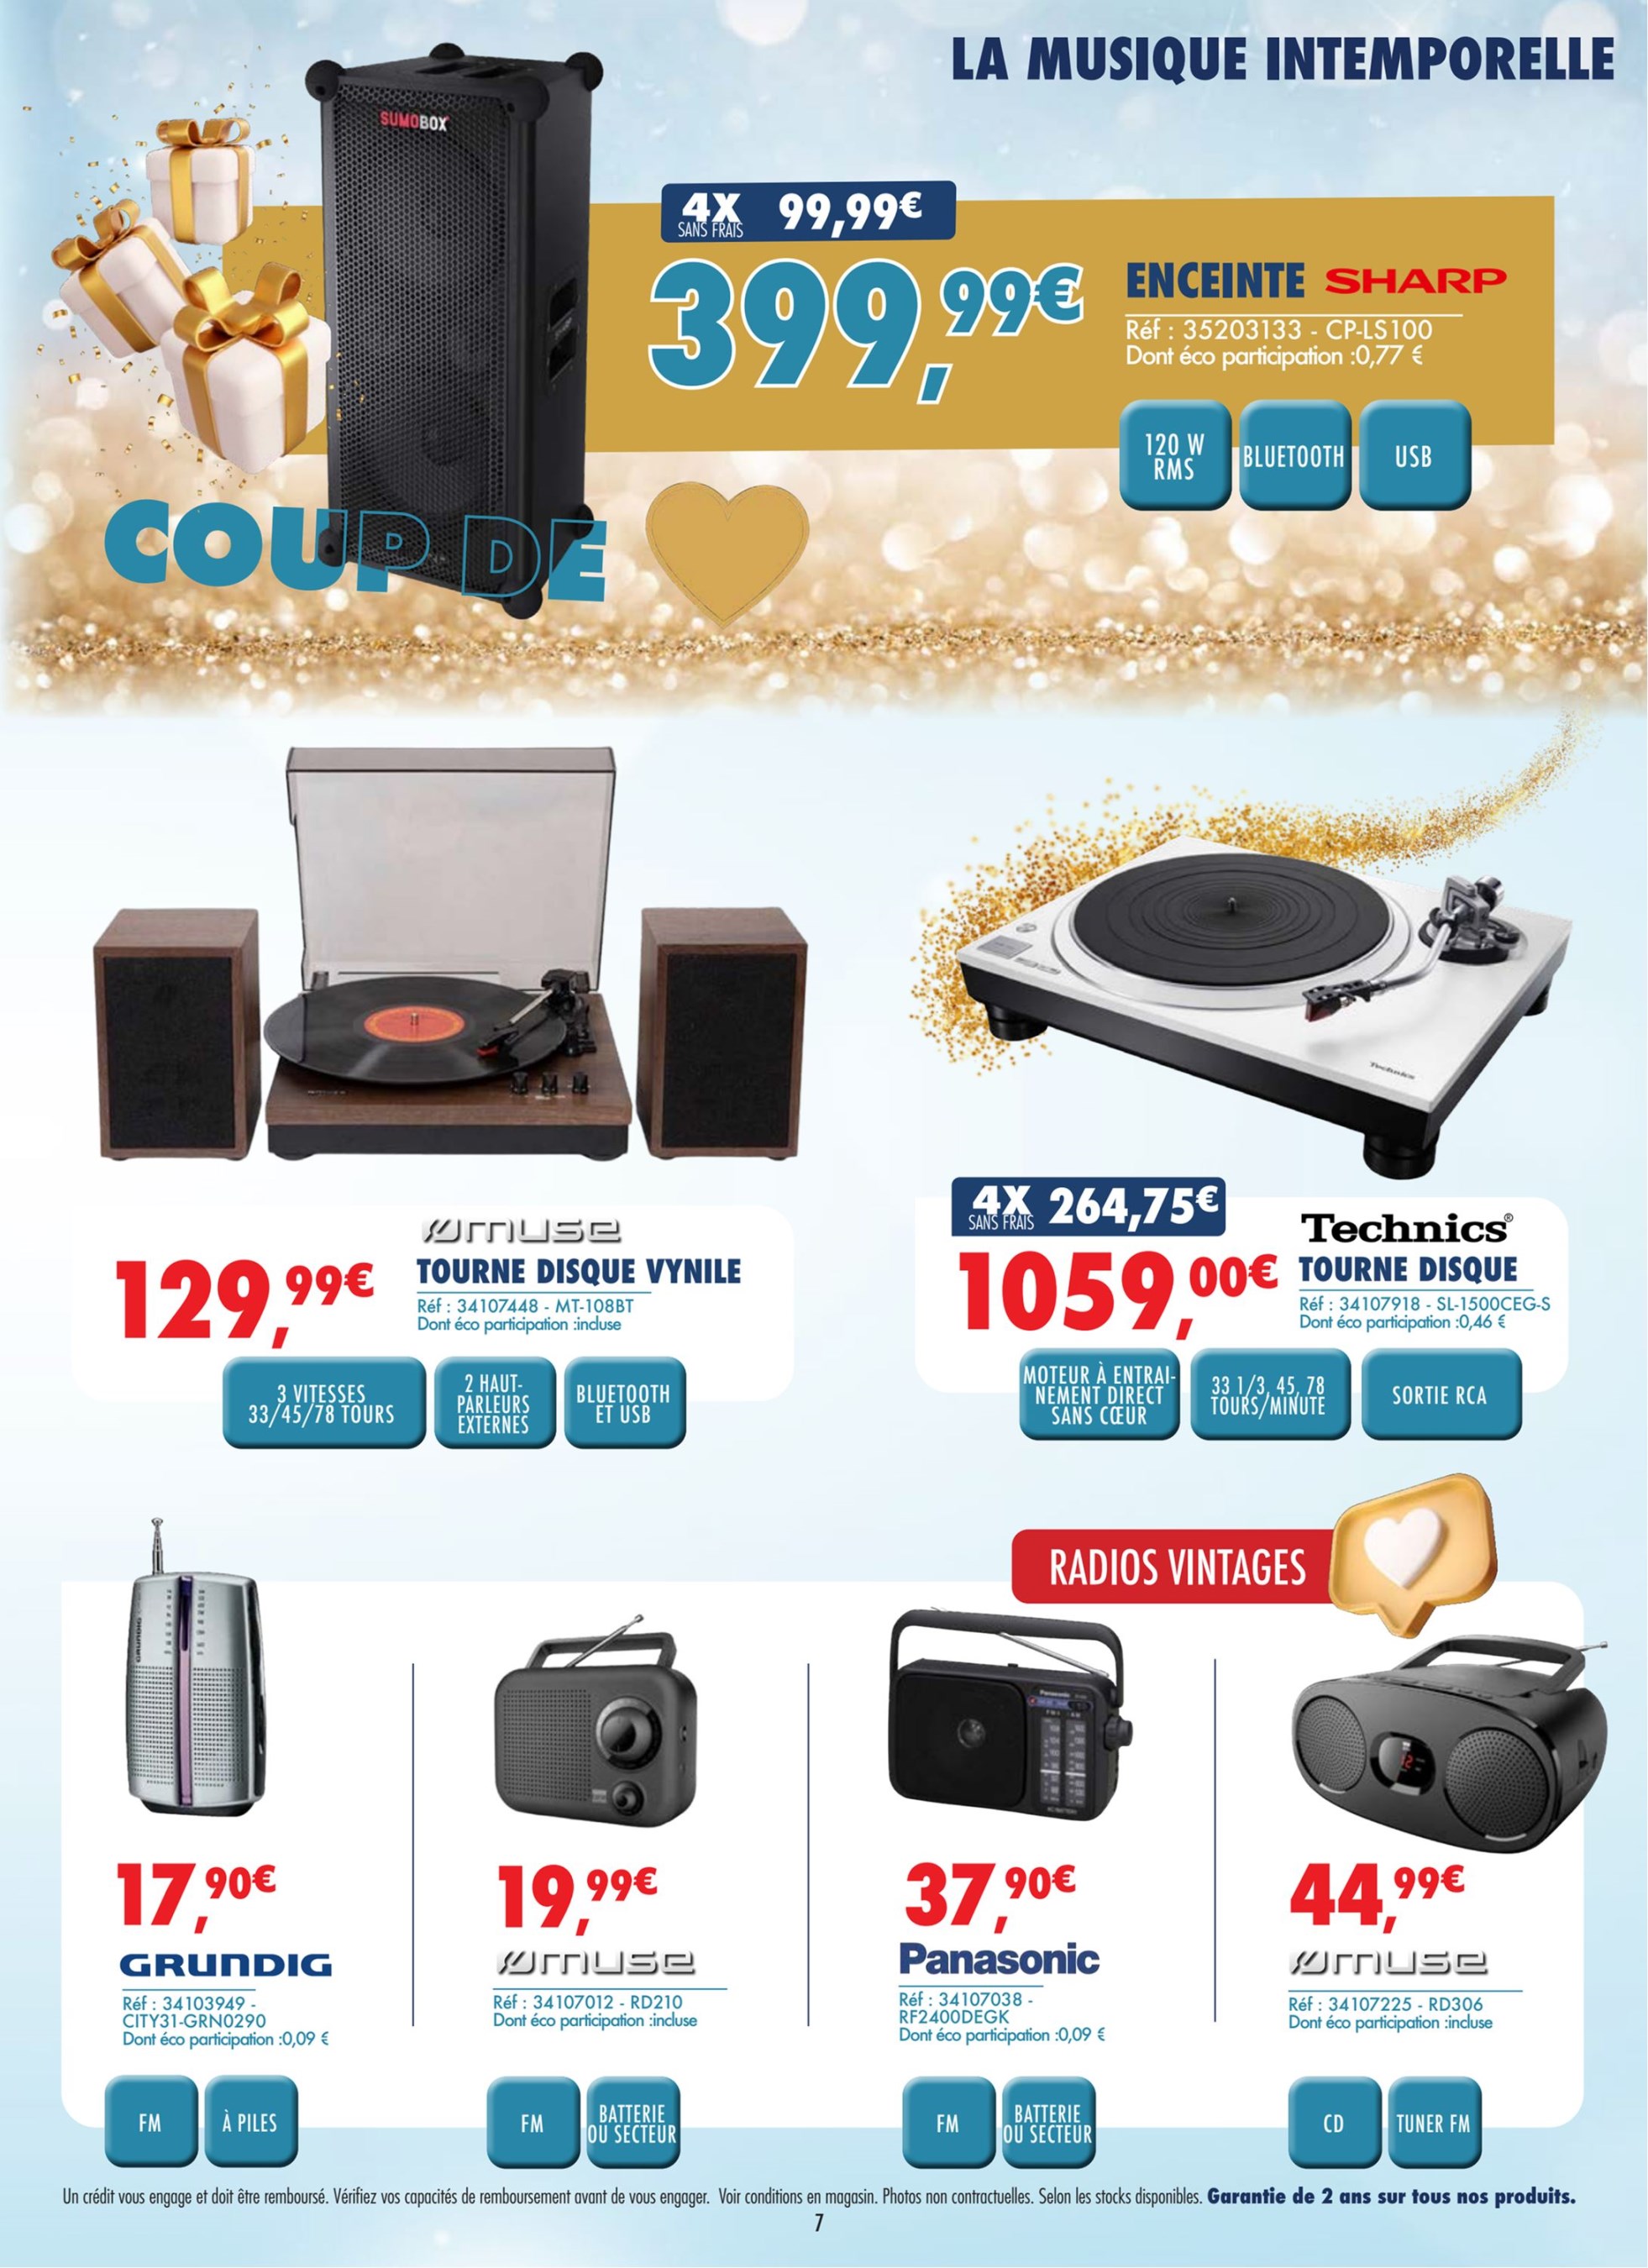 LA MUSIQUE INTEMPORELLE
SUMOBOX
4X SANS FRAIS 99,99€
399,99€
ENCEINTE SHARP
Réf : 35203133 - CP-LS100
Dont éco participation :0,77 €
120 W
RMS
BLUETOOTH
USB
COUP DE
Technics
muse
129,99€
TOURNE DISQUE VYNILE
Réf : 34107448 - MT-108BT
Dont éco participation :incluse
3 VITESSES
33/45/78 TOURS
2 HAUT-
PARLEURS
EXTERNES
BLUETOOTH
ET USB
4X SANS FRAIS 264,75€
1059,00€
Technics®
TOURNE DISQUE
Réf : 34107918 - SL-1500CEG-S
Dont éco participation :0,46 €
MOTEUR À ENTRAI-
NEMENT DIRECT
SANS CŒUR
33 1/3, 45, 78
TOURS/MINUTE
SORTIE RCA
RADIOS VINTAGES
GRUNDIG
Panasonic
12
17,90€
GRUNDIG
Réf : 34103949 -
CITY31-GRN0290
Dont éco participation :0,09 €
FM
À PILES
19,99€
muse
Réf : 34107012 - RD210
Dont éco participation :incluse
FM
BATTERIE
OU SECTEUR
37,90€
Panasonic
Réf : 34107038 -
RF2400DEGK
Dont éco participation :0,09 €
FM
BATTERIE
OU SECTEUR
44,99€
muse
Réf : 34107225 - RD306
Dont éco participation :incluse
CD
TUNER FM
Un crédit vous engage et doit être remboursé. Vérifiez vos capacités de remboursement avant de vous engager. Voir conditions en magasin. Photos non contractuelles. Selon les stocks disponibles. Garantie de 2 ans sur tous nos produits.
7